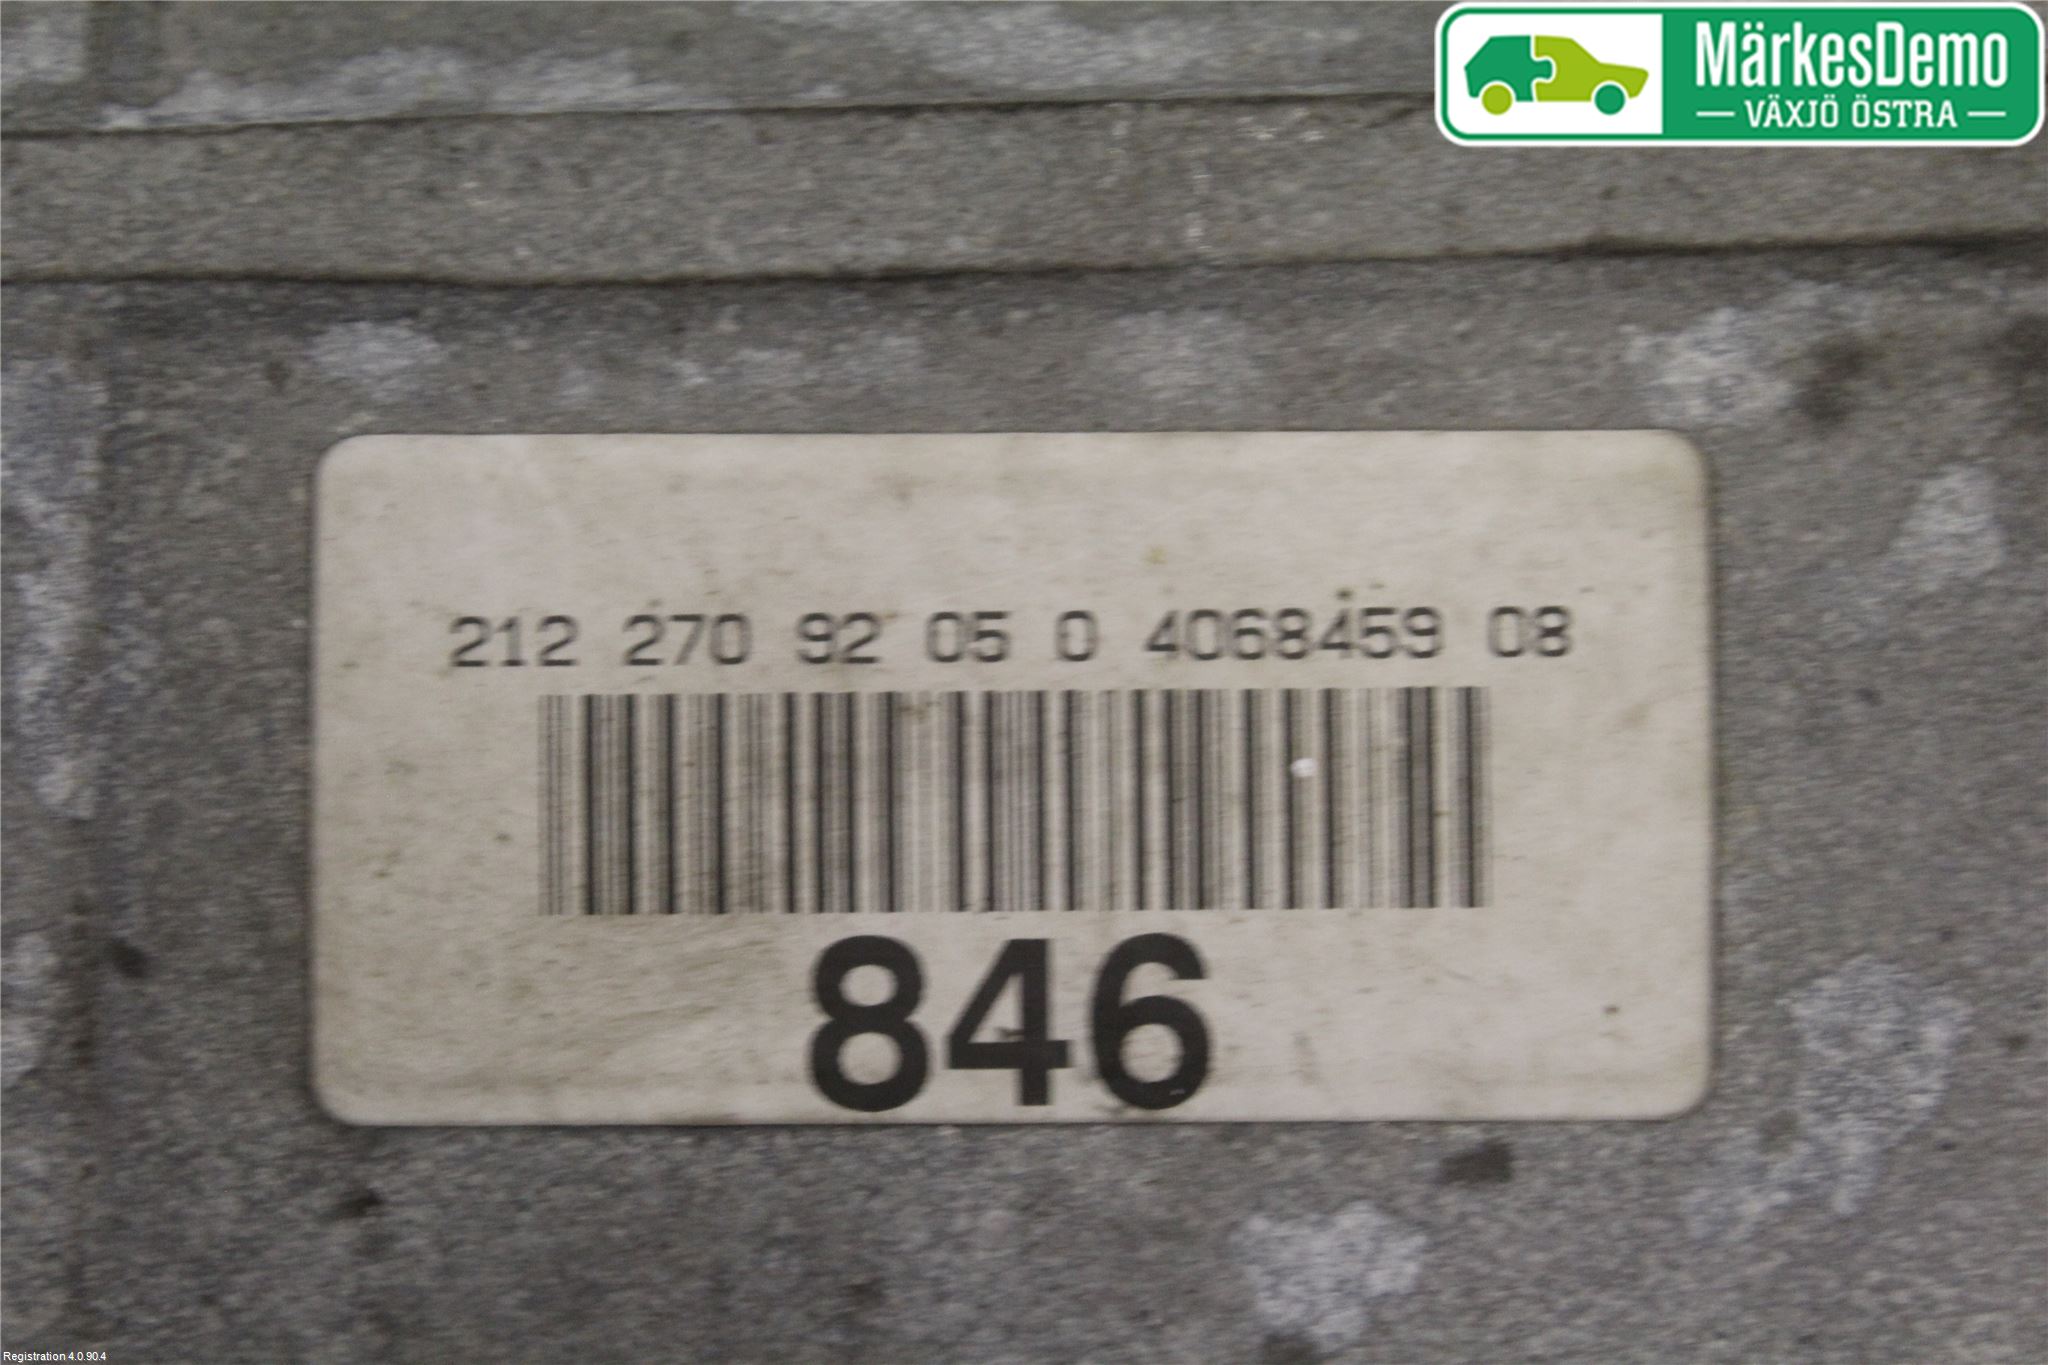 MärkesDemo
VÄXJÖ ÖSTRA
212 270 92 05 0 4068459 08
846
Registration 4.0.90.4